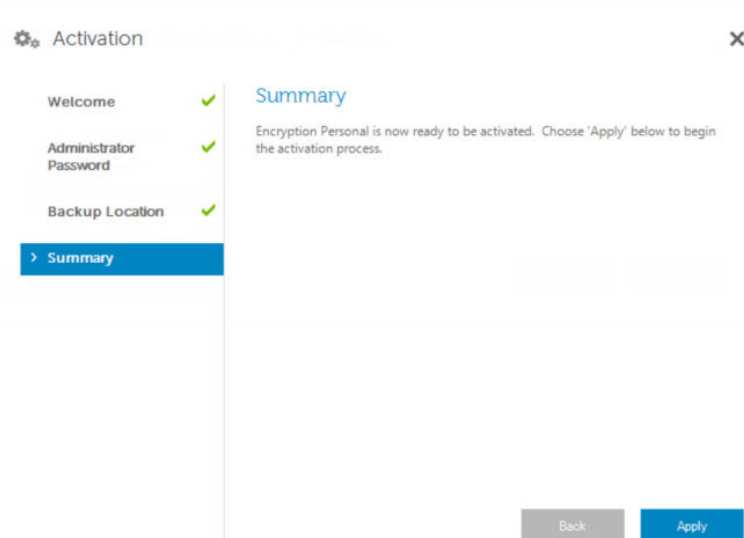 Activation
Welcome
Administrator
Password
Backup Location
Summary
Summary
Encryption Personal is now ready to be activated. Choose 'Apply' below to begin
the activation process.
Back
Apply